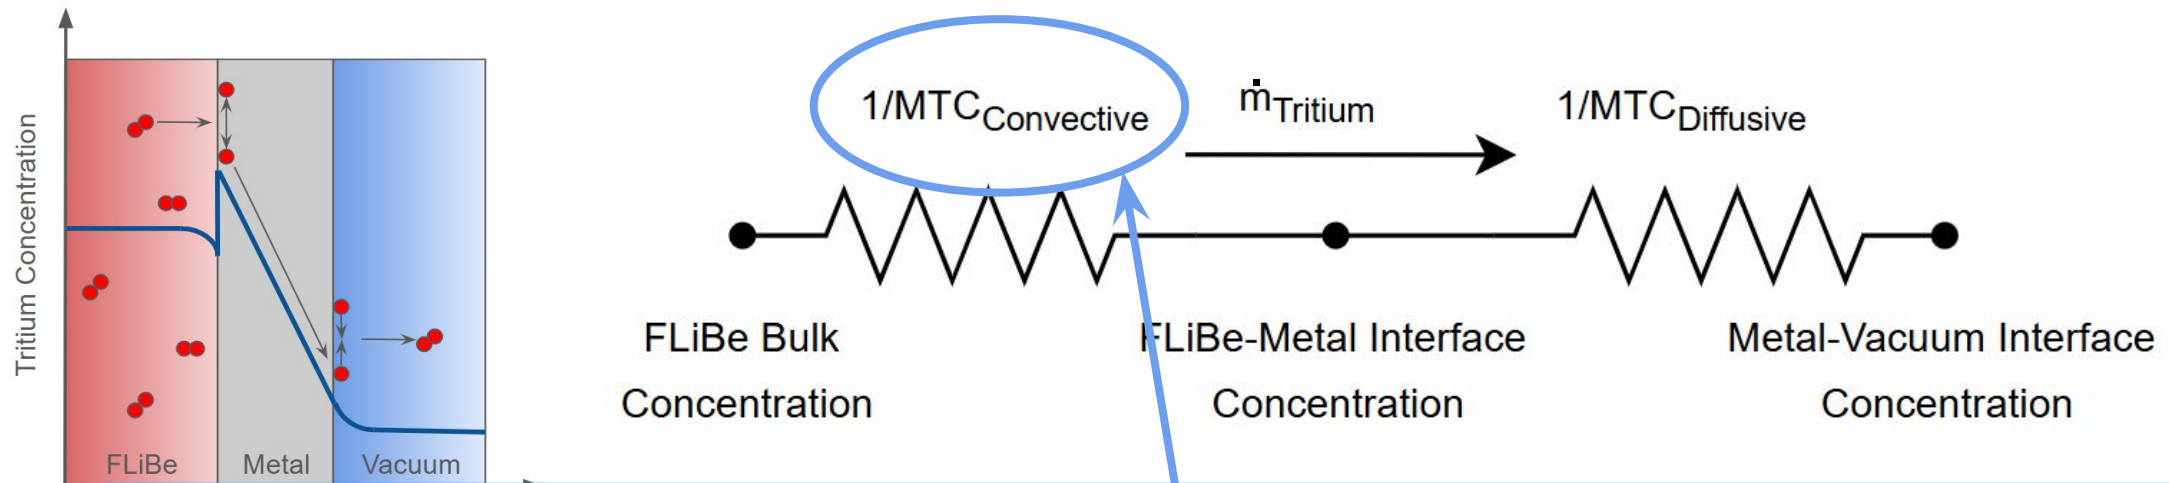 Tritium Concentration
FLiBe
Metal
Vacuum
1/MTCConvective
ṁTritium
1/MTCDiffusive
FLiBe Bulk
Concentration
FLiBe-Metal Interface
Concentration
Metal-Vacuum Interface
Concentration